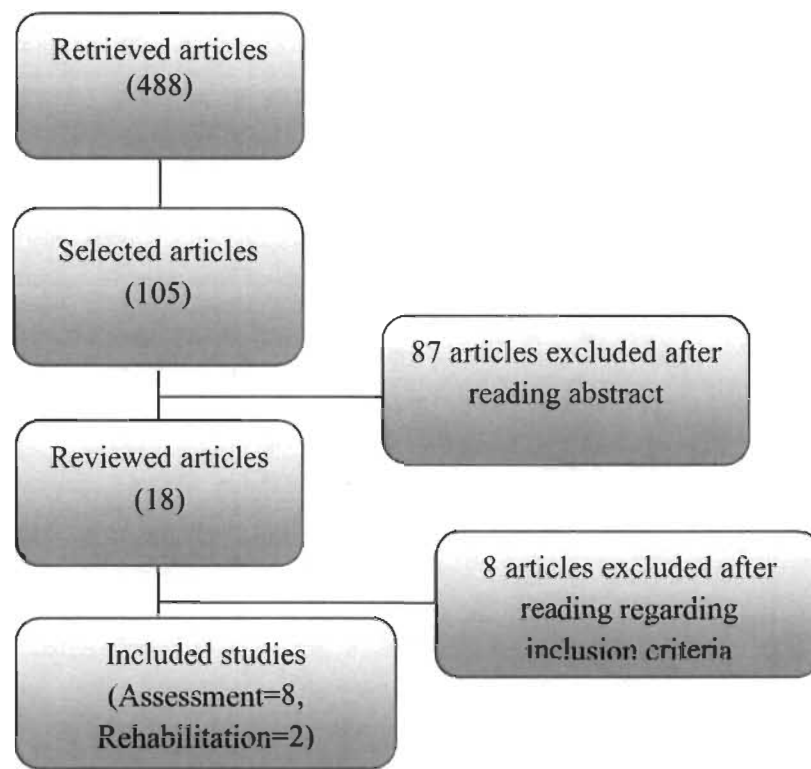 Retrieved articles
(488)
Selected articles
(105)
87 articles excluded after
reading abstract
Reviewed articles
(18)
8 articles excluded after
reading regarding
inclusion criteria
Included studies
(Assessment=8,
Rehabilitation=2)